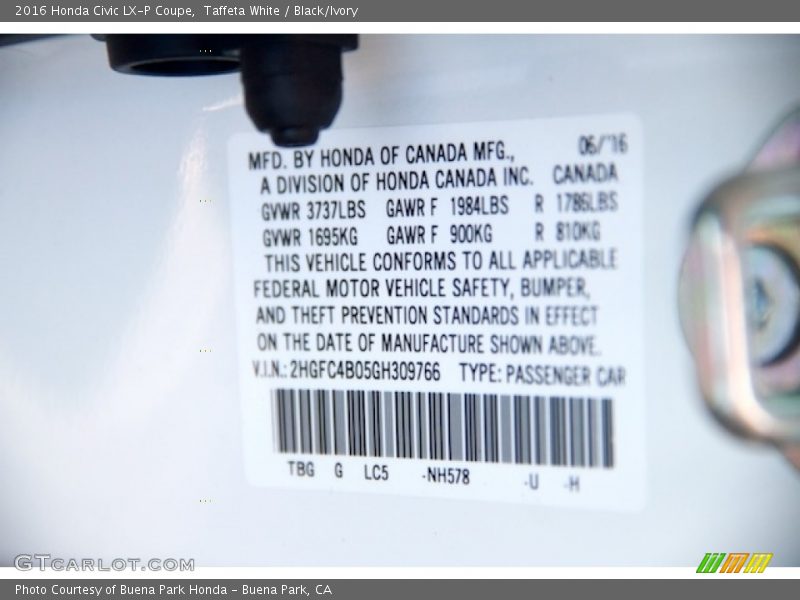 2016 Honda Civic LX-P Coupe,  Taffeta White / Black/Ivory
MFD. BY HONDA OF CANADA MFG., 06/'16
A DIVISION OF HONDA CANADA INC. CANADA
GVWR 3737LBS GAWR F 1984LBS R 1786LBS
GVWR 1695KG GAWR F 900KG R 810KG
THIS VEHICLE CONFORMS TO ALL APPLICABLE
FEDERAL MOTOR VEHICLE SAFETY, BUMPER,
AND THEFT PREVENTION STANDARDS IN EFFECT
ON THE DATE OF MANUFACTURE SHOWN ABOVE.
V.I.N.: 2HGFC4B05GH309766 TYPE: PASSENGER CAR
TBG G LC5 -NH578 -U -H
GTCARLOT.COM
Photo Courtesy of Buena Park Honda – Buena Park, CA